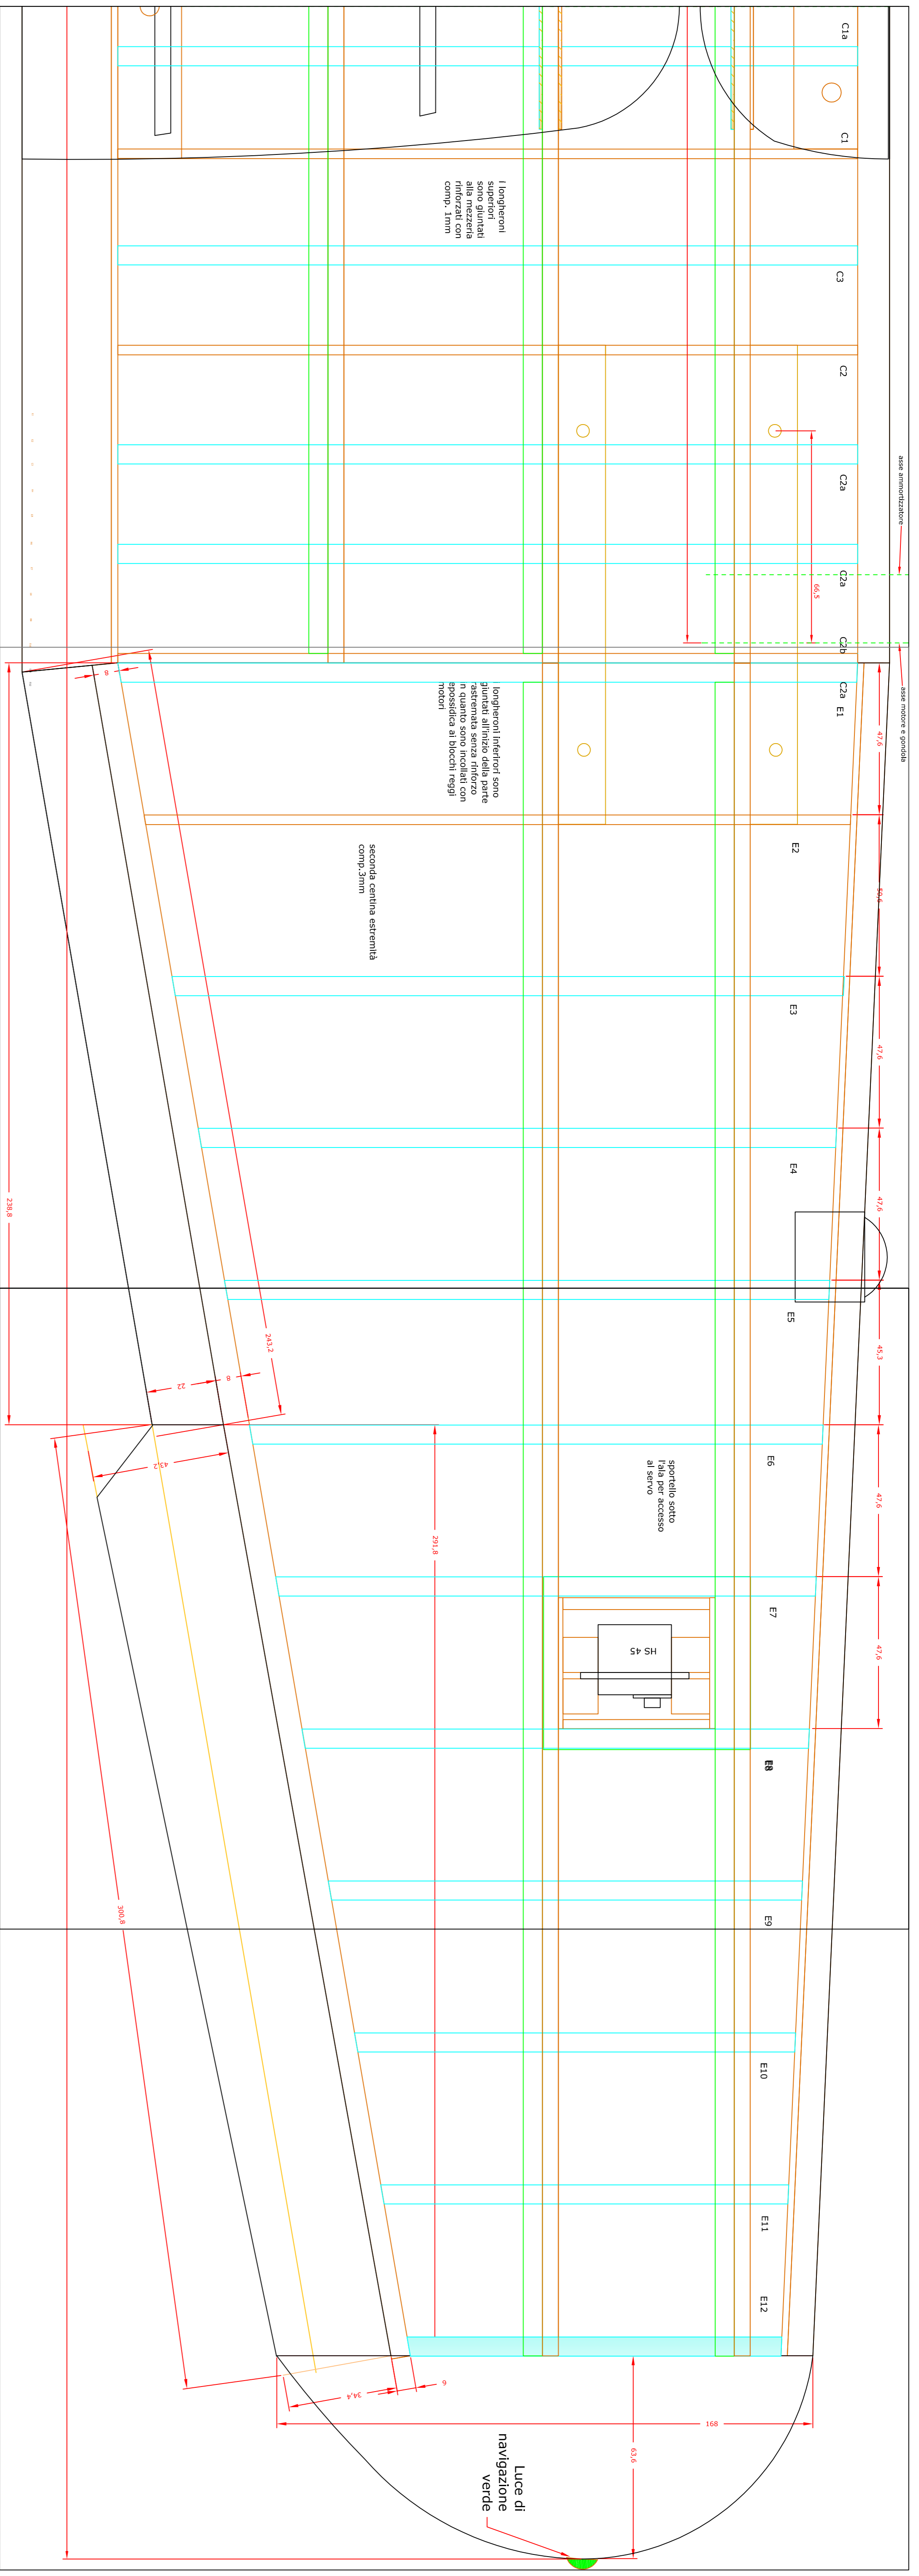 C1a
C1
I longheroni
superiori
sono giuntati
alla mezzeria
rinforzati con
comp. 1mm
C3
C2
asse ammortizzatore
C2a
C2a
66,5
C2b
C2a
E1
asse motore e gondola
8
47,6
longheroni inferirori sono
giuntati all'inizio della parte
rastremata senza rinforzo
in quanto sono incollati con
epossidica ai blocchi reggi
motori
E2
seconda centina estremità
comp.3mm
50,6
E3
47,6
E4
47,6
238,8
E5
45,3
243,2
8
22
43,2
E6
sportello sotto
l'ala per accesso
al servo
47,6
291,8
E7
HS 45
47,6
E8
300,8
E9
E10
E11
E12
6
34,4
168
63,6
Luce di
navigazione
verde